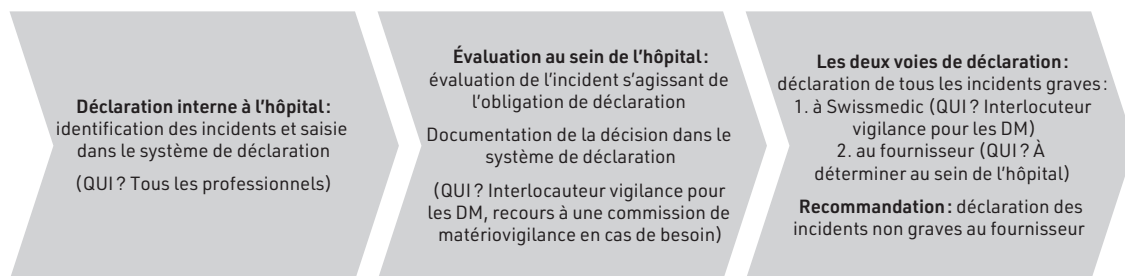 Déclaration interne à l'hôpital :
identification des incidents et saisie
dans le système de déclaration
(QUI ? Tous les professionnels)
Évaluation au sein de l'hôpital :
évaluation de l'incident s'agissant de
l'obligation de déclaration
Documentation de la décision dans le
système de déclaration
(QUI ? Interlocauteur vigilance pour
les DM, recours à une commission de
matériovigilance en cas de besoin)
Les deux voies de déclaration :
déclaration de tous les incidents graves :
1. à Swissmedic (QUI ? Interlocuteur
vigilance pour les DM)
2. au fournisseur (QUI ? À
déterminer au sein de l'hôpital)
Recommandation : déclaration des
incidents non graves au fournisseur